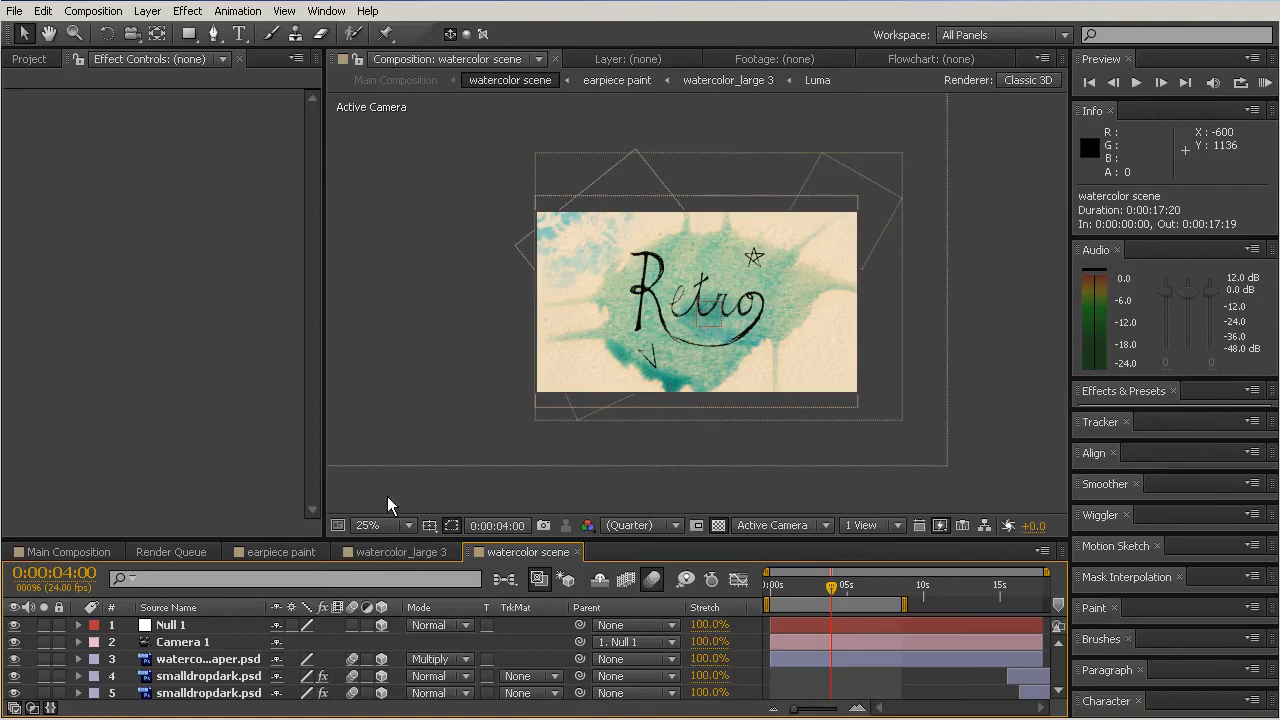 File Edit Composition Layer Effect Animation View Window Help
Workspace: All Panels
Project Effect Controls: (none) Composition: watercolor scene Layer: (none) Footage: (none) Flowchart: (none) Preview
Main Composition watercolor scene earpiece paint watercolor_large 3 Luma Renderer: Classic 3D
Active Camera
Info
R: X: -600
G: Y: 1136
B:
A: 0
watercolor scene
Duration: 0:00:17:20
In: 0:00:00:00, Out: 0:00:17:19
Audio
0.0 12.0 dB
-6.0 0.0 dB
-12.0 -12.0
-18.0 -24.0
-24.0 -36.0
-48.0 dB
0 0
Retro
Effects & Presets
Tracker
Align
Smoother
Wiggler
Motion Sketch
Mask Interpolation
Paint
Brushes
Paragraph
Character
25% 0:00:04:00 (Quarter) Active Camera 1 View +0.0
Main Composition Render Queue earpiece paint watercolor_large 3 watercolor scene
0:00:04:00
00096 (24.00 fps)
0:00s 05s 10s 15s
# Source Name fx Mode T TrkMat Parent Stretch
1 Null 1 Normal None 100.0%
2 Camera 1 1. Null 1 100.0%
3 waterco...aper.psd Multiply None 100.0%
4 smalldropdark.psd fx Normal None None 100.0%
5 smalldropdark.psd fx Normal None None 100.0%